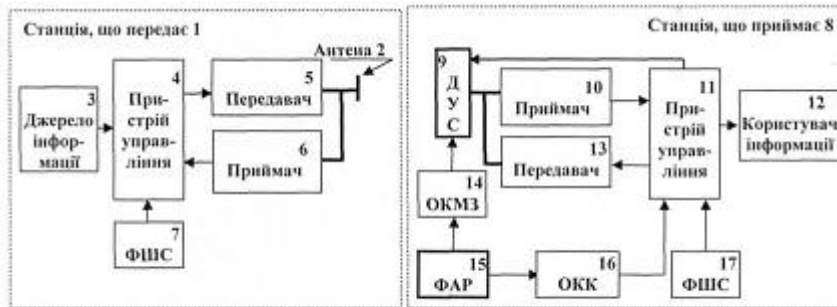 Станція, що передає 1
Антена 2
3
Джерело
інфор-
мації
4
При-
стрій
управ-
ління
5
Передавач
6
Приймач
7
ФШС
Станція, що приймає 8
9
Д
У
С
10
Приймач
11
При-
стрій
управ-
ління
12
Користувач
інформації
13
Передавач
14
ОКМЗ
15
ФАР
16
ОКК
17
ФШС